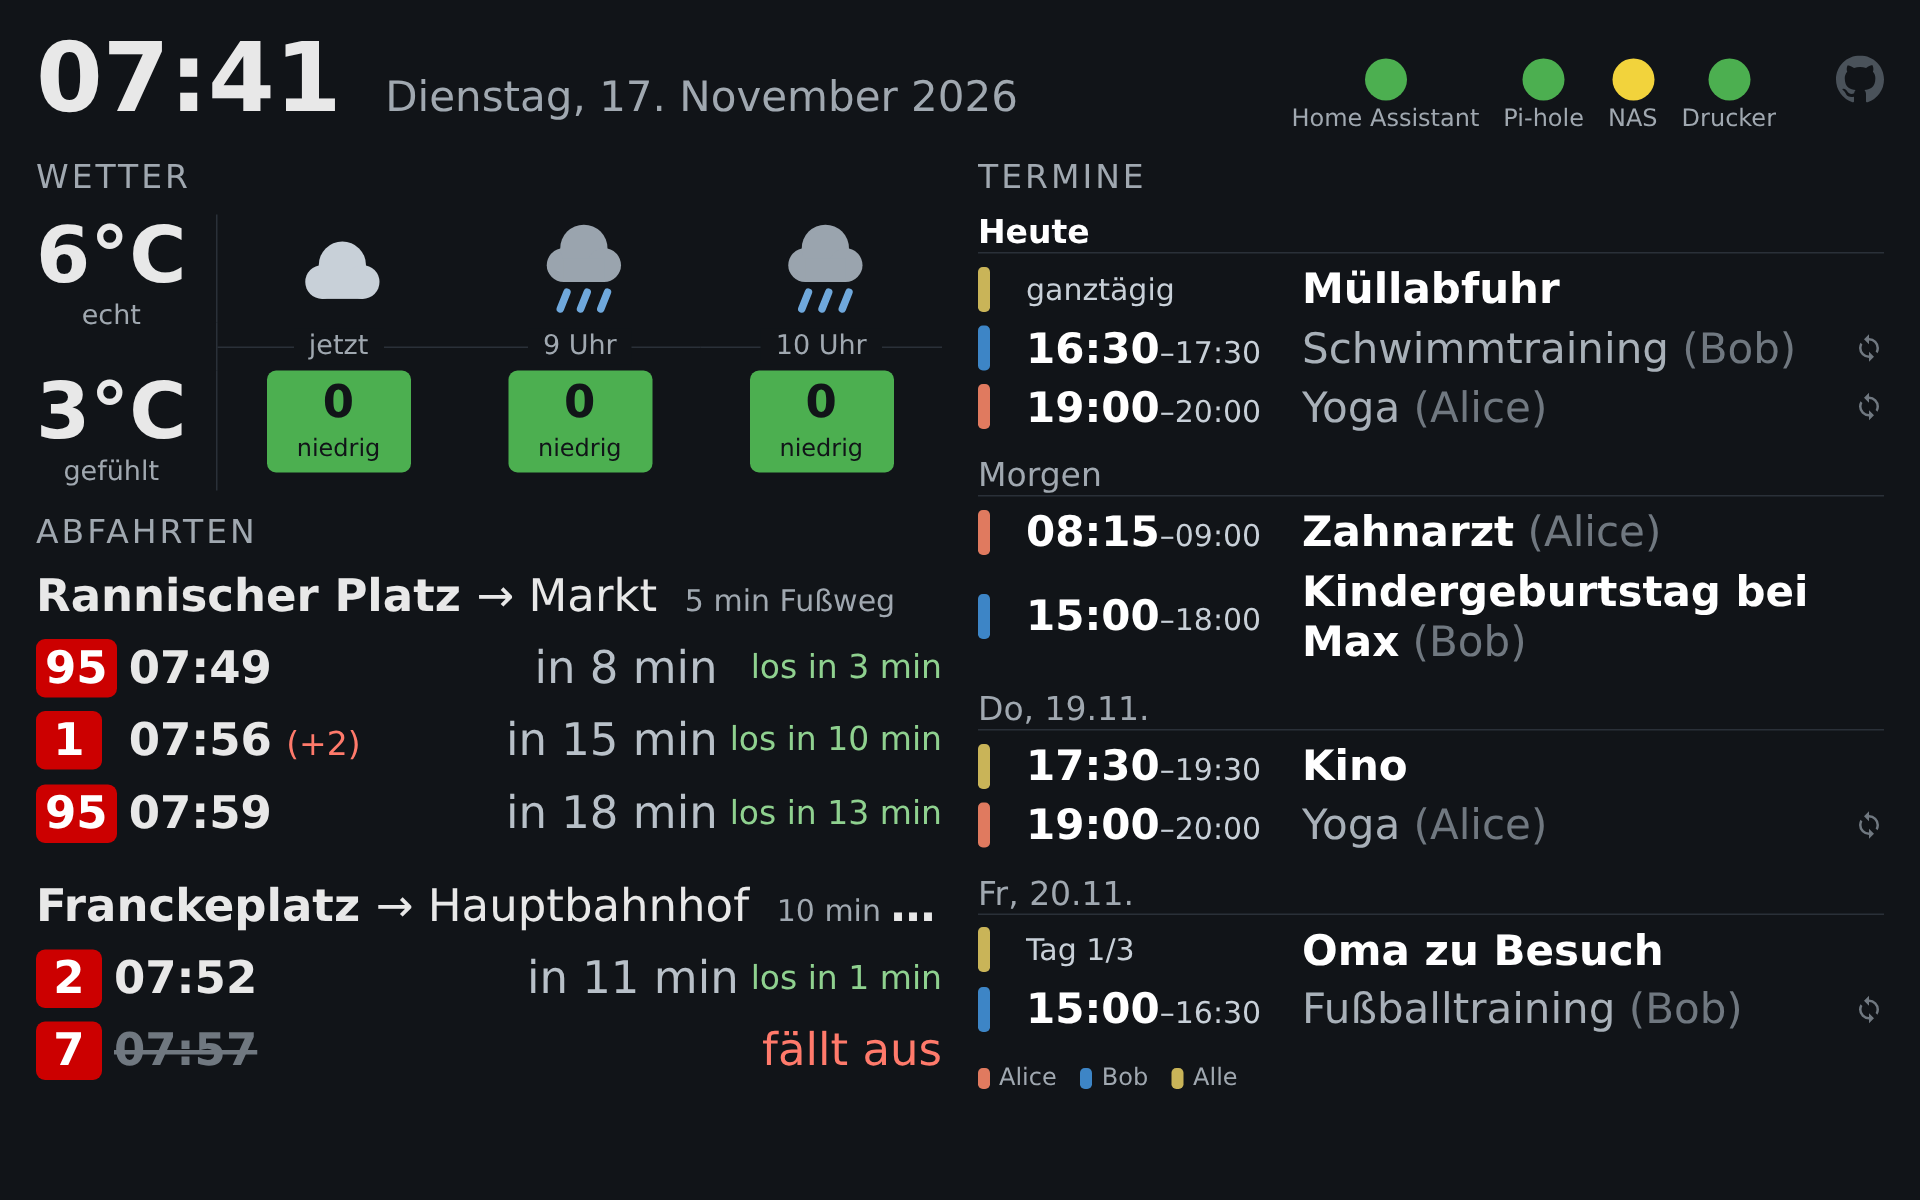 07:41 Dienstag, 17. November 2026
Home Assistant Pi-hole NAS Drucker
WETTER
6°C
echt
3°C
gefühlt
jetzt 9 Uhr 10 Uhr
0 0 0
niedrig niedrig niedrig
ABFAHRTEN
Rannischer Platz → Markt 5 min Fußweg
95 07:49 in 8 min los in 3 min
1 07:56 (+2) in 15 min los in 10 min
95 07:59 in 18 min los in 13 min
Franckeplatz → Hauptbahnhof 10 min ...
2 07:52 in 11 min los in 1 min
7 07:57 fällt aus
TERMINE
Heute
ganztägig Müllabfuhr
16:30–17:30 Schwimmtraining (Bob)
19:00–20:00 Yoga (Alice)
Morgen
08:15–09:00 Zahnarzt (Alice)
15:00–18:00 Kindergeburtstag bei
Max (Bob)
Do, 19.11.
17:30–19:30 Kino
19:00–20:00 Yoga (Alice)
Fr, 20.11.
Tag 1/3 Oma zu Besuch
15:00–16:30 Fußballtraining (Bob)
Alice Bob Alle